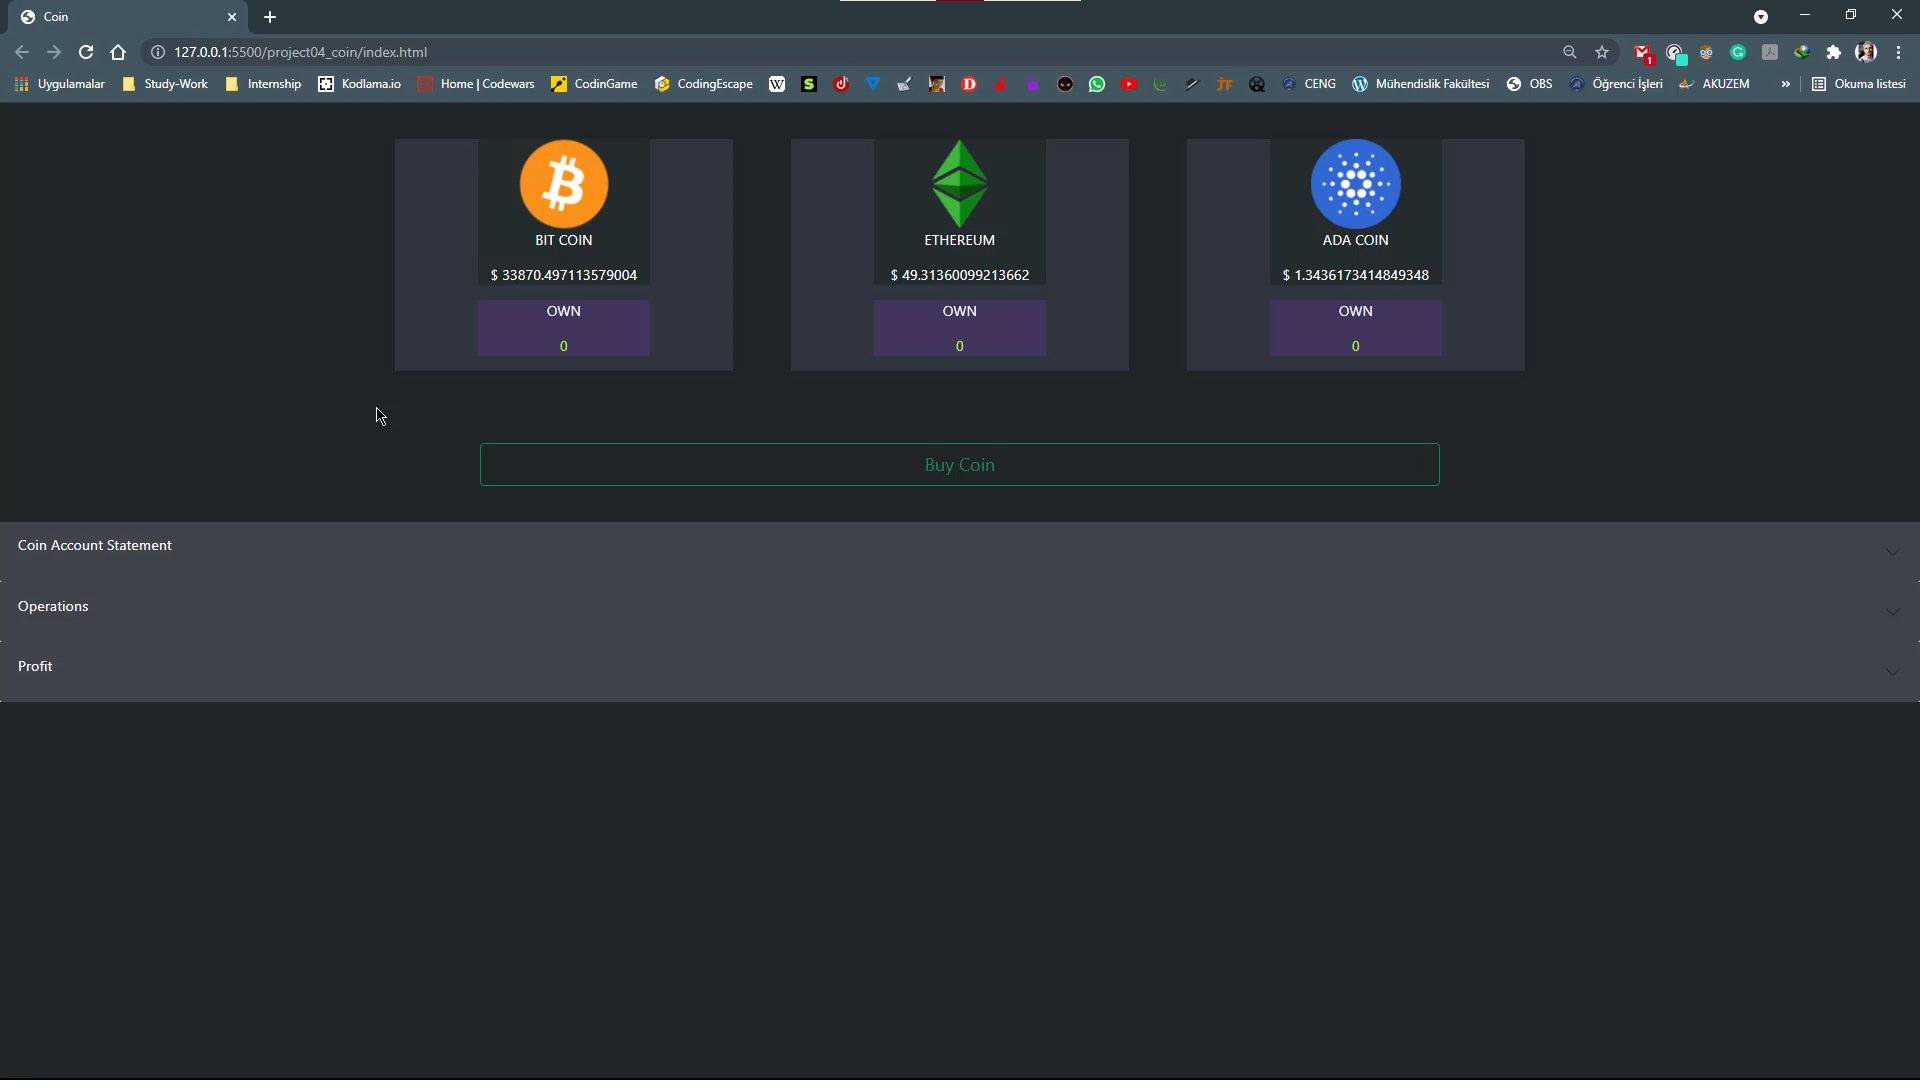 Coin
127.0.0.1:5500/project04_coin/index.html
1
Uygulamalar Study-Work Internship Kodlama.io Home | Codewars CodinGame CodingEscape W S D JF CENG Mühendislik Fakültesi OBS Öğrenci İşleri AKUZEM » Okuma listesi
BIT COIN
$ 33870.497113579004
OWN
0
ETHEREUM
$ 49.31360099213662
OWN
0
ADA COIN
$ 1.3436173414849348
OWN
0
Buy Coin
Coin Account Statement
Operations
Profit